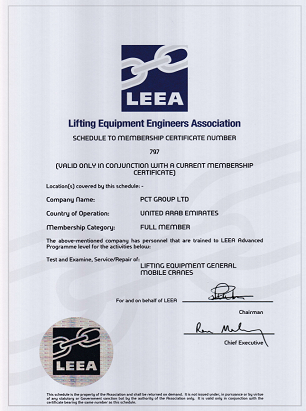 LEEA
Lifting Equipment Engineers Association
SCHEDULE TO MEMBERSHIP CERTIFICATE NUMBER
797
(VALID ONLY IN CONJUNCTION WITH A CURRENT MEMBERSHIP
CERTIFICATE)
Location(s) covered by this schedule: -
Company Name: PCT GROUP LTD
Country of Operation: UNITED ARAB EMIRATES
Membership Category: FULL MEMBER
The above-mentioned company has personnel that are trained to LEEA Advanced
Programme level for the activities below:
Test and Examine, Service/Repair of:
LIFTING EQUIPMENT GENERAL
MOBILE CRANES
For and on behalf of LEEA
Chairman
Chief Executive
LEEA
This schedule is the property of the Association and shall be returned on demand. It is not issued under, in pursuance or by virtue
of any statutory or Government sanction but by the authority of the Association only. It is valid only in conjunction with the
certificate bearing the same number as this schedule.